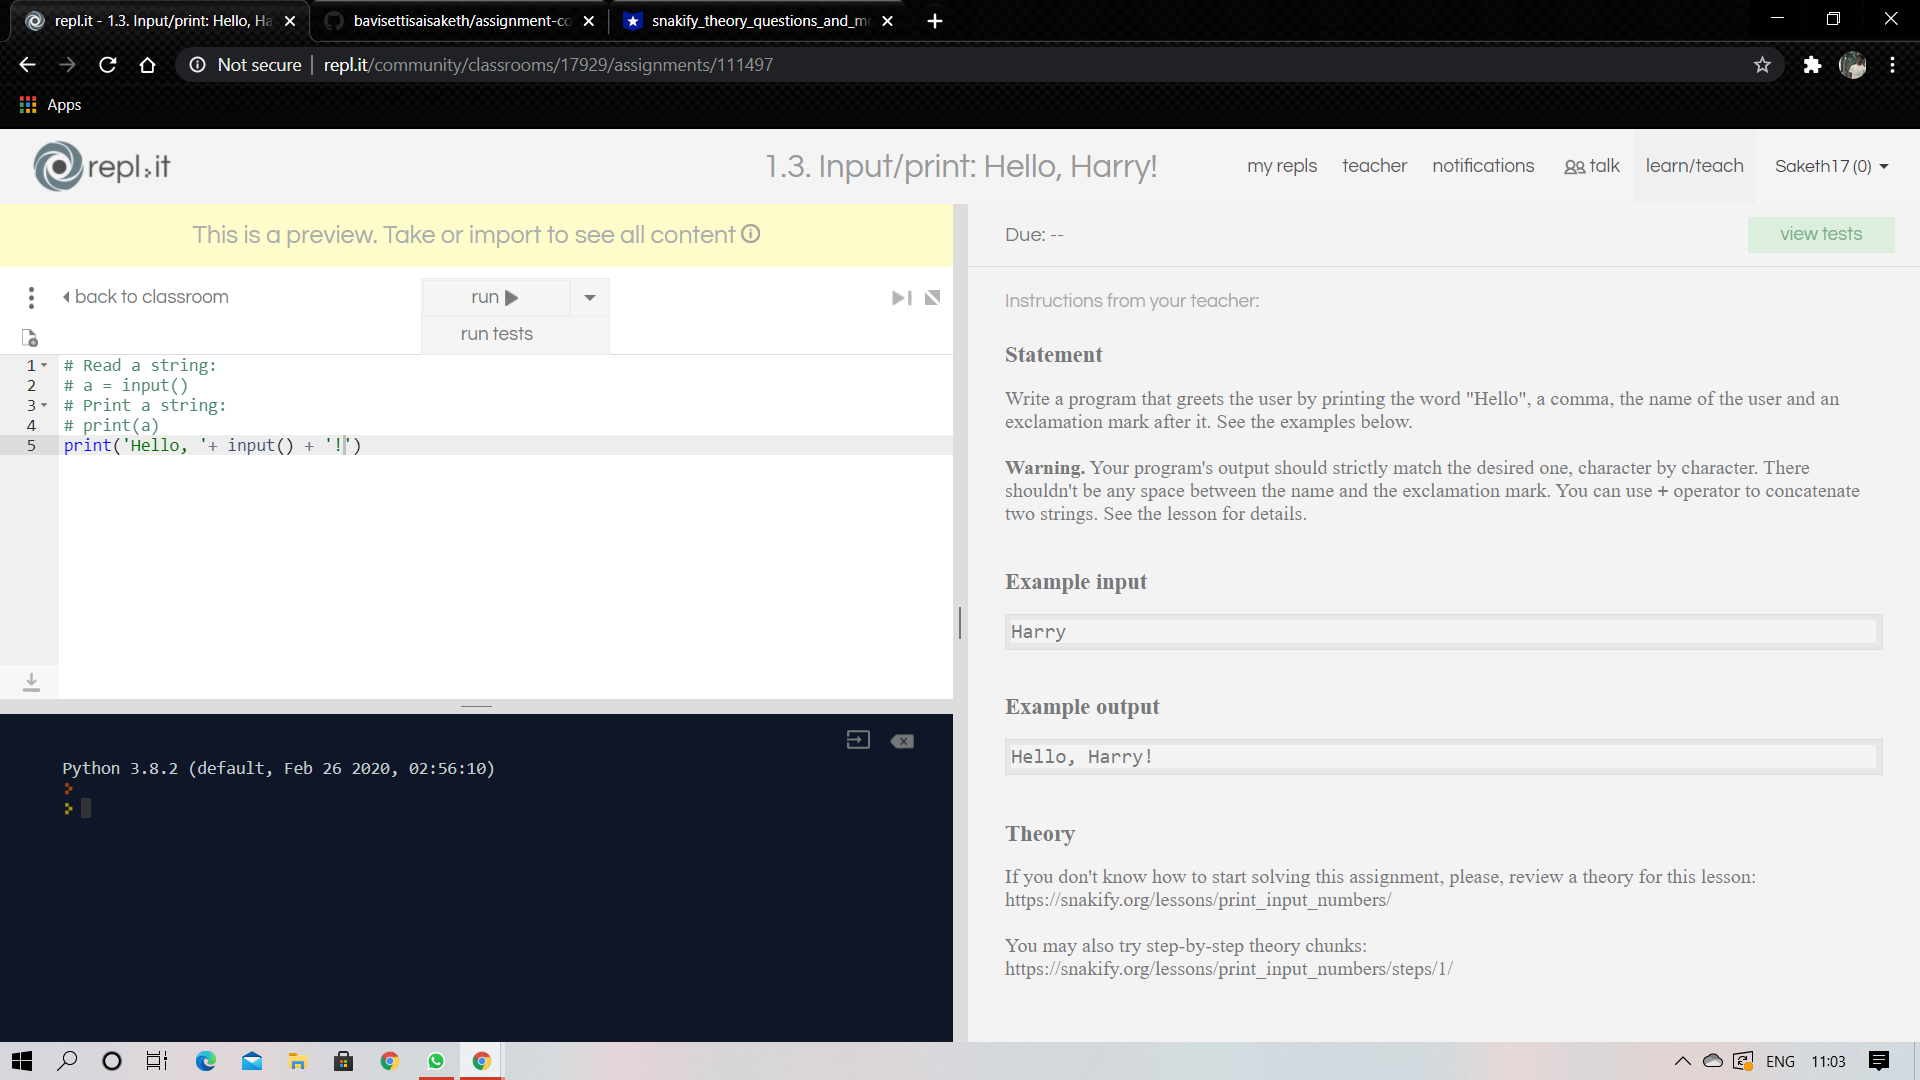 repl.it - 1.3. Input/print: Hello, Ha
bavisettisaisaketh/assignment-co
snakify_theory_questions_and_m
Not secure
repl.it/community/classrooms/17929/assignments/111497
Apps
repl.it
1.3. Input/print: Hello, Harry!
my repls
teacher
notifications
talk
learn/teach
Saketh17 (0)
This is a preview. Take or import to see all content
back to classroom
run
run tests
1 # Read a string:
2 # a = input()
3 # Print a string:
4 # print(a)
5 print('Hello, '+ input() + '!')
Python 3.8.2 (default, Feb 26 2020, 02:56:10)
Due: --
view tests
Instructions from your teacher:
Statement
Write a program that greets the user by printing the word "Hello", a comma, the name of the user and an
exclamation mark after it. See the examples below.
Warning. Your program's output should strictly match the desired one, character by character. There
shouldn't be any space between the name and the exclamation mark. You can use + operator to concatenate
two strings. See the lesson for details.
Example input
Harry
Example output
Hello, Harry!
Theory
If you don't know how to start solving this assignment, please, review a theory for this lesson:
https://snakify.org/lessons/print_input_numbers/
You may also try step-by-step theory chunks:
https://snakify.org/lessons/print_input_numbers/steps/1/
ENG
11:03